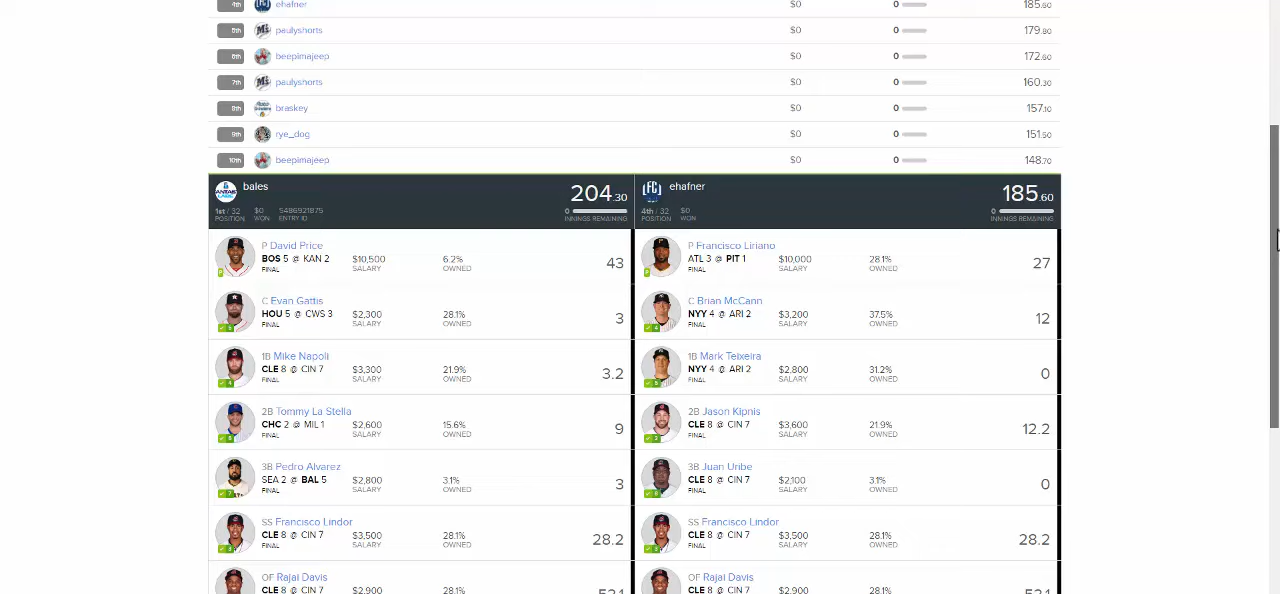 4th ehafner $0 0 185.60
5th paulyshorts $0 0 179.80
6th beepimajeep $0 0 172.60
7th paulyshorts $0 0 160.30
8th braskey $0 0 157.10
9th rye_dog $0 0 151.50
10th beepimajeep $0 0 148.70
bales 204.30 ehafner 185.60
1st / 32 $0 S486921875 0 4th / 32 $0 0
POSITION WON ENTRY ID INNINGS REMAINING POSITION WON INNINGS REMAINING
P David Price P Francisco Liriano
BOS 5 @ KAN 2 $10,500 6.2% 43 ATL 3 @ PIT 1 $10,000 28.1% 27
FINAL SALARY OWNED FINAL SALARY OWNED
C Evan Gattis C Brian McCann
HOU 5 @ CWS 3 $2,300 28.1% 3 NYY 4 @ ARI 2 $3,200 37.5% 12
FINAL SALARY OWNED FINAL SALARY OWNED
1B Mike Napoli 1B Mark Teixeira
CLE 8 @ CIN 7 $3,300 21.9% 3.2 NYY 4 @ ARI 2 $2,800 31.2% 0
FINAL SALARY OWNED FINAL SALARY OWNED
2B Tommy La Stella 2B Jason Kipnis
CHC 2 @ MIL 1 $2,600 15.6% 9 CLE 8 @ CIN 7 $3,600 21.9% 12.2
FINAL SALARY OWNED FINAL SALARY OWNED
3B Pedro Alvarez 3B Juan Uribe
SEA 2 @ BAL 5 $2,800 3.1% 3 CLE 8 @ CIN 7 $2,100 3.1% 0
FINAL SALARY OWNED FINAL SALARY OWNED
SS Francisco Lindor SS Francisco Lindor
CLE 8 @ CIN 7 $3,500 28.1% 28.2 CLE 8 @ CIN 7 $3,500 28.1% 28.2
FINAL SALARY OWNED FINAL SALARY OWNED
OF Rajai Davis OF Rajai Davis
CLE 8 @ CIN 7 $2,900 28.1% CLE 8 @ CIN 7 $2,900 28.1%